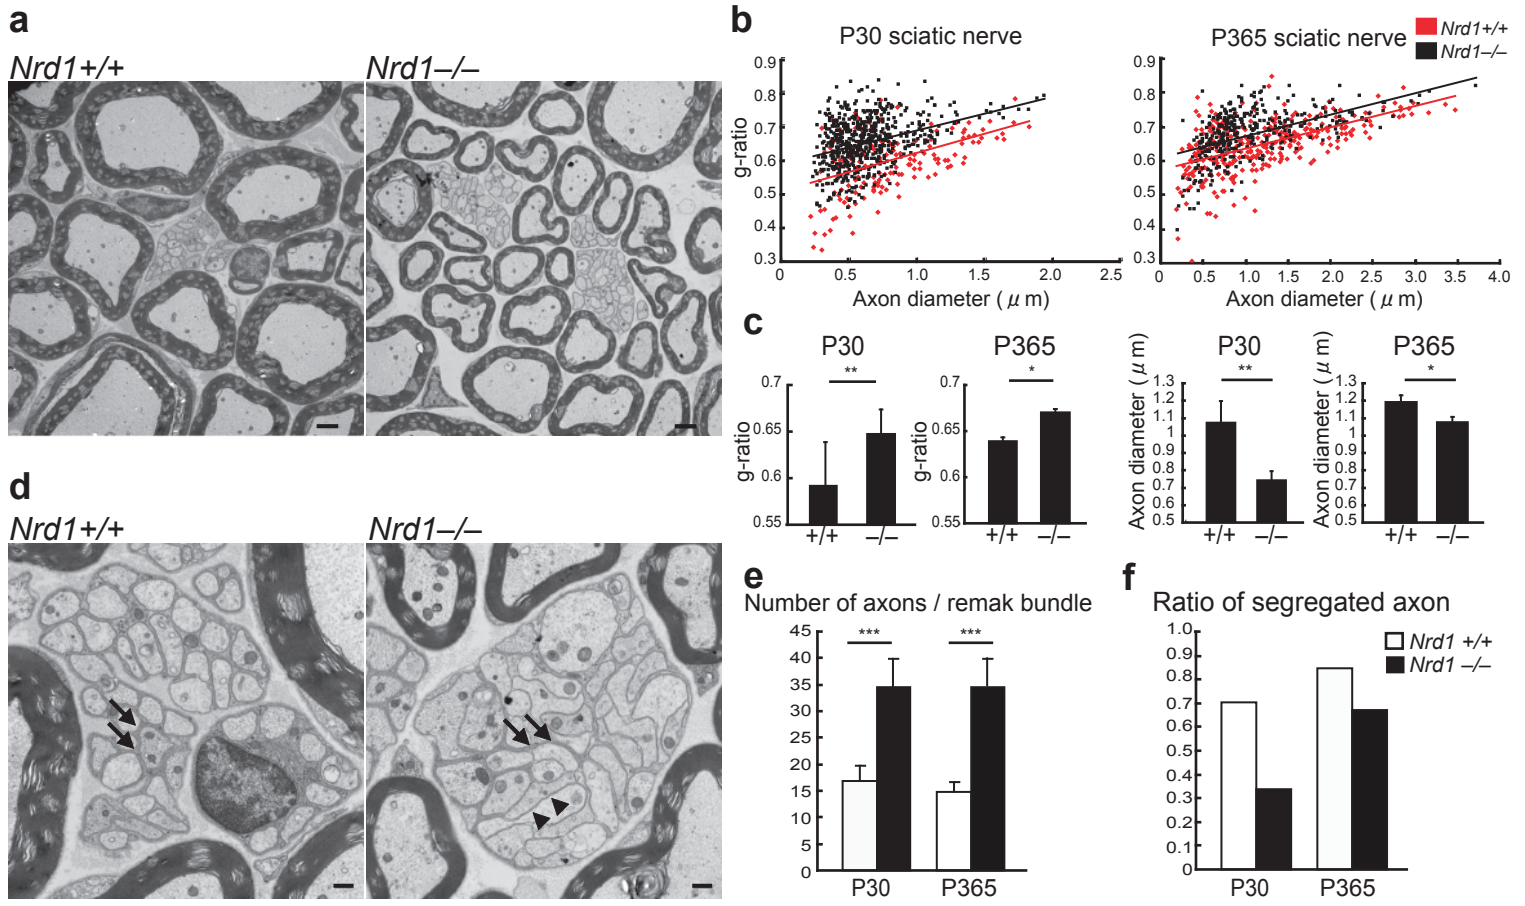 a
Nrd1+/+
Nrd1–/–
b
P30 sciatic nerve
P365 sciatic nerve
Nrd1+/+
Nrd1–/–
g-ratio
0.9
0.8
0.7
0.6
0.5
0.4
0.3
0
0.5
1.0
1.5
2.0
2.5
Axon diameter ( μ m)
0.9
0.8
0.7
0.6
0.5
0.4
0.3
0
0.5
1.0
1.5
2.0
2.5
3.0
3.5
4.0
Axon diameter ( μ m)
c
P30
**
g-ratio
0.7
0.65
0.6
0.55
+/+
–/–
P365
*
g-ratio
0.7
0.65
0.6
0.55
+/+
–/–
P30
**
Axon diameter ( μ m)
1.3
1.2
1.1
1
0.9
0.8
0.7
0.6
0.5
+/+
–/–
P365
*
Axon diameter ( μ m)
1.3
1.2
1.1
1
0.9
0.8
0.7
0.6
0.5
+/+
–/–
d
Nrd1+/+
Nrd1–/–
e
Number of axons / remak bundle
45
40
35
30
25
20
15
10
5
0
***
***
P30
P365
f
Ratio of segregated axon
1.0
0.9
0.8
0.7
0.6
0.5
0.4
0.3
0.2
0.1
0
Nrd1 +/+
Nrd1 –/–
P30
P365